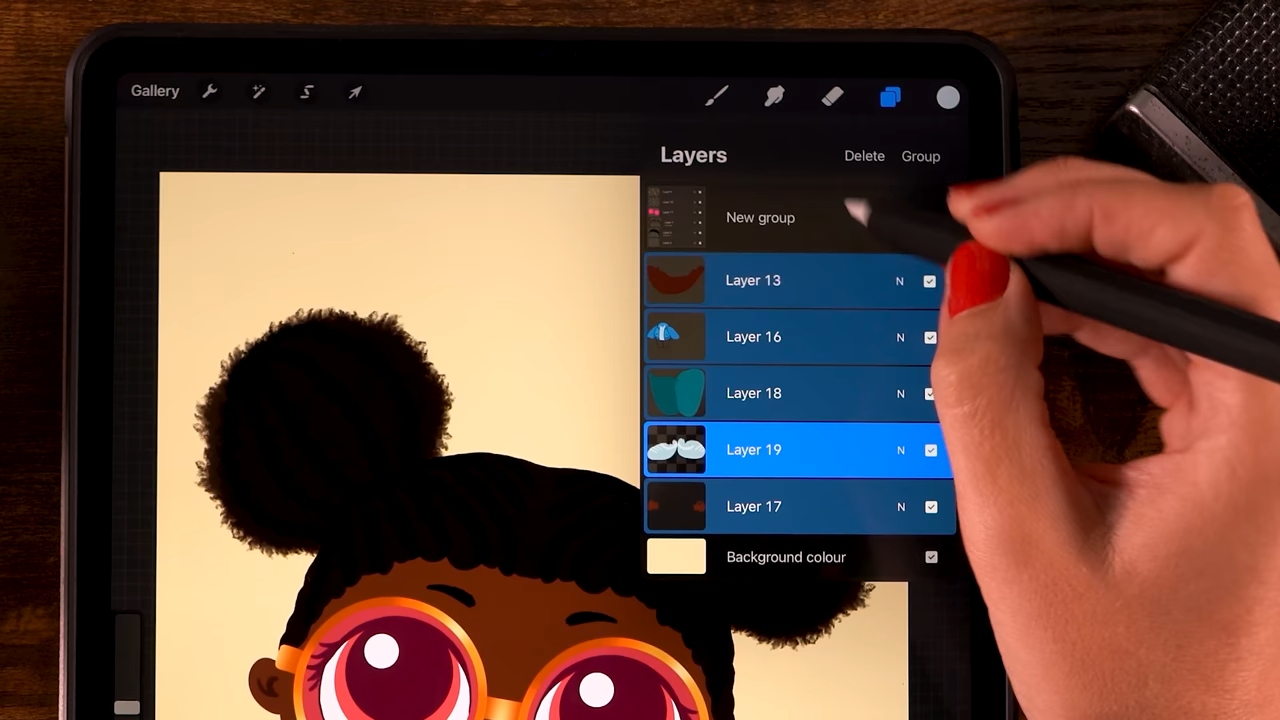 Gallery
Layers
Delete Group
New group
Layer 13 N
Layer 16 N
Layer 18 N
Layer 19 N
Layer 17 N
Background colour